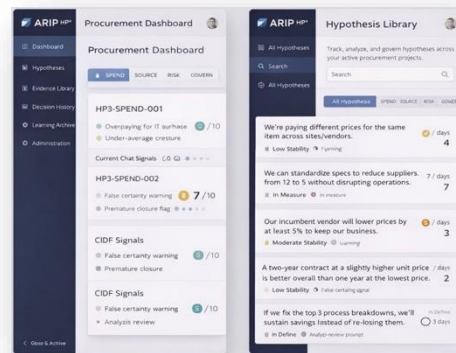 ARIP HP³
Procurement Dashboard
Dashboard
Hypotheses
Evidence Library
Decision History
Learning Archive
Administration
Close & Archive
Procurement Dashboard
SPEND SOURCE RISK GOVERN
HP3-SPEND-001
Overpaying for IT
/10
Under-average
Current Chat Signals
HP3-SPEND-002
False certainty warning
7/10
Premature closure flag
CIDF Signals
False certainty warning
/10
Premature closure
CIDF Signals
False certainty warning
/10
Analysis review
ARIP HP³
Hypothesis Library
All Hypotheses
Search
All Hypotheses
Track, analyze, and govern hypotheses across
your active procurement projects.
Search
All Hypotheses SPEND RISK
We're paying different prices for the same
item across sites/vendors.
/ days
4
Low Stability
We can standardize specs to reduce suppliers
from 12 to 5 without disrupting operations.
7 / days
7
In Measure
Our incumbent vendor will lower prices by
at least 5% to keep our business.
/ days
3
Moderate Stability
A two-year contract at a slightly higher unit price
is better overall than one year at the lowest price.
/ days
2
Low Stability
If we fix the top 3 process breakdowns, we'll
sustain savings instead of re-losing them.
In Define
3 days
In Define
Analysis review prompt